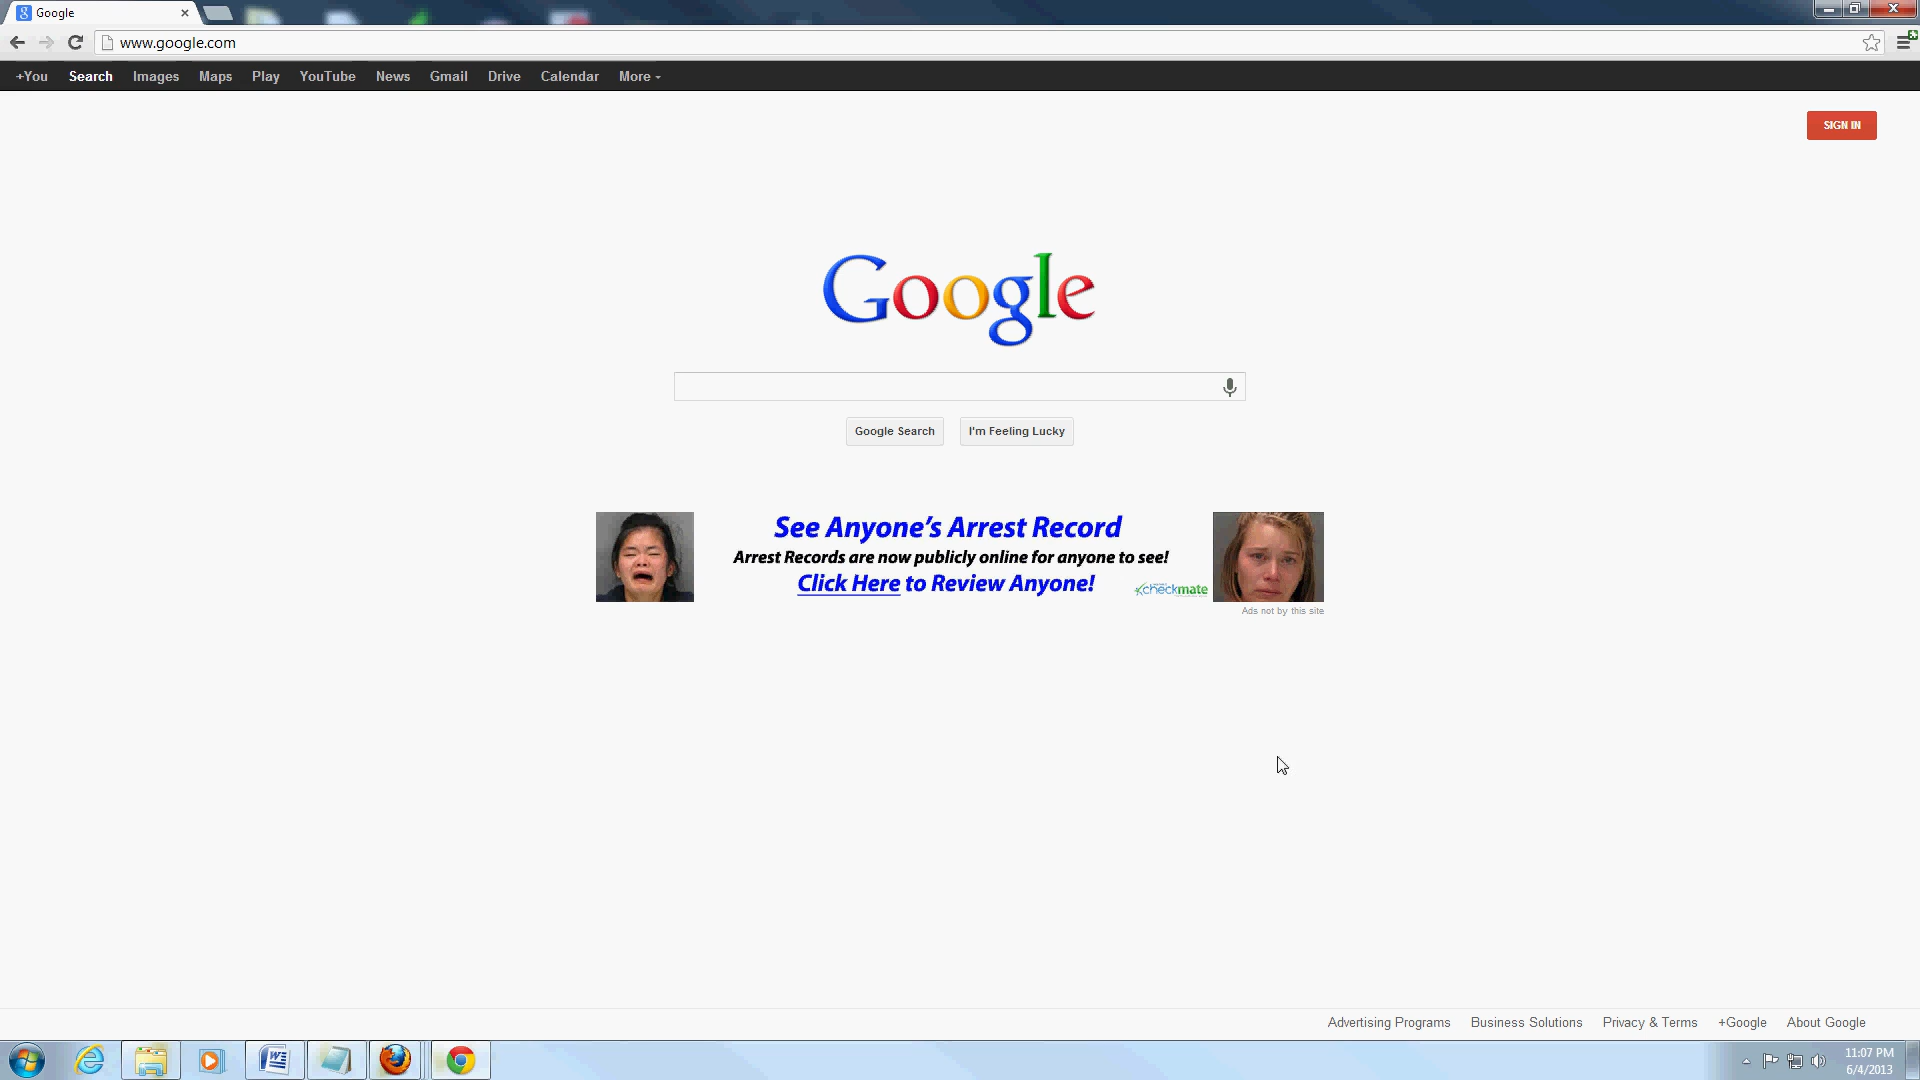 Google
www.google.com
+You Search Images Maps Play YouTube News Gmail Drive Calendar More
SIGN IN
Google
Google Search I'm Feeling Lucky
See Anyone's Arrest Record
Arrest Records are now publicly online for anyone to see!
Click Here to Review Anyone!
checkmate
Ads not by this site
Advertising Programs Business Solutions Privacy & Terms +Google About Google
11:07 PM
6/4/2013